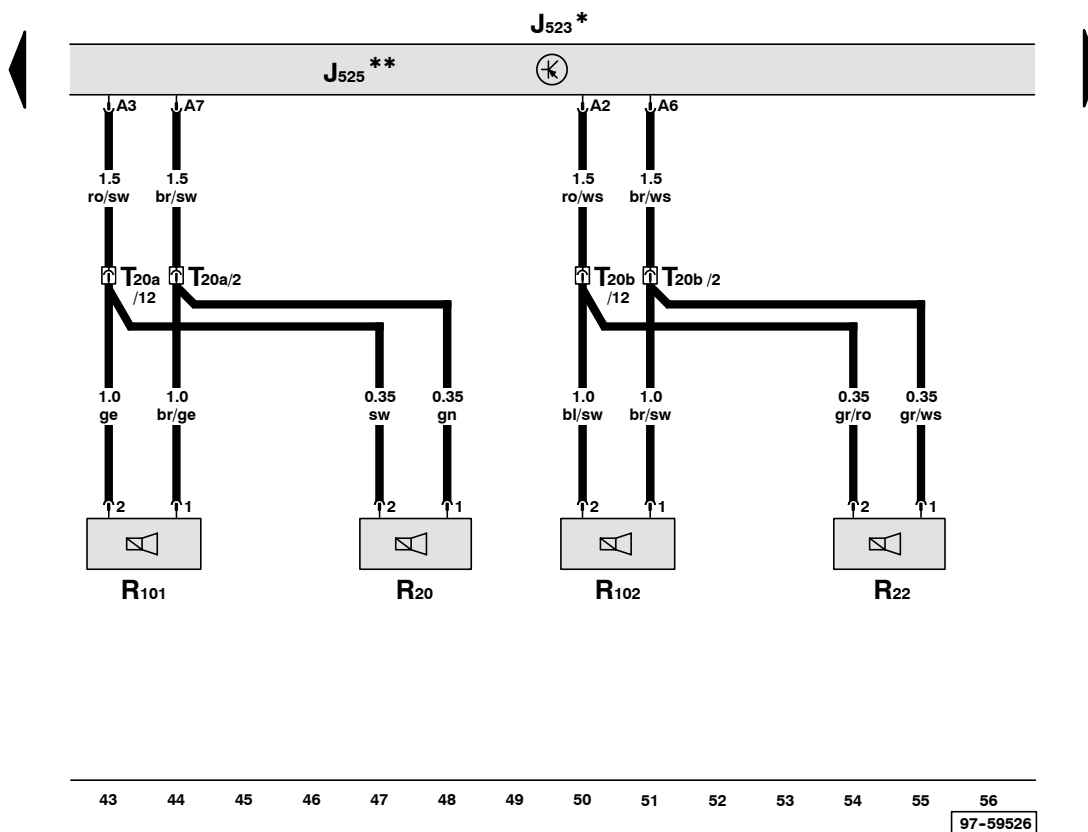 J523 *
J525 **
A3 A7 A2 A6
1.5 1.5 1.5 1.5
ro/sw br/sw ro/ws br/ws
T20a T20a/2 T20b T20b /2
/12 /12
1.0 1.0 0.35 0.35 1.0 1.0 0.35 0.35
ge br/ge sw gn bl/sw br/sw gr/ro gr/ws
2 1 2 1 2 1 2 1
R101 R20 R102 R22
43 44 45 46 47 48 49 50 51 52 53 54 55 56
97-59526